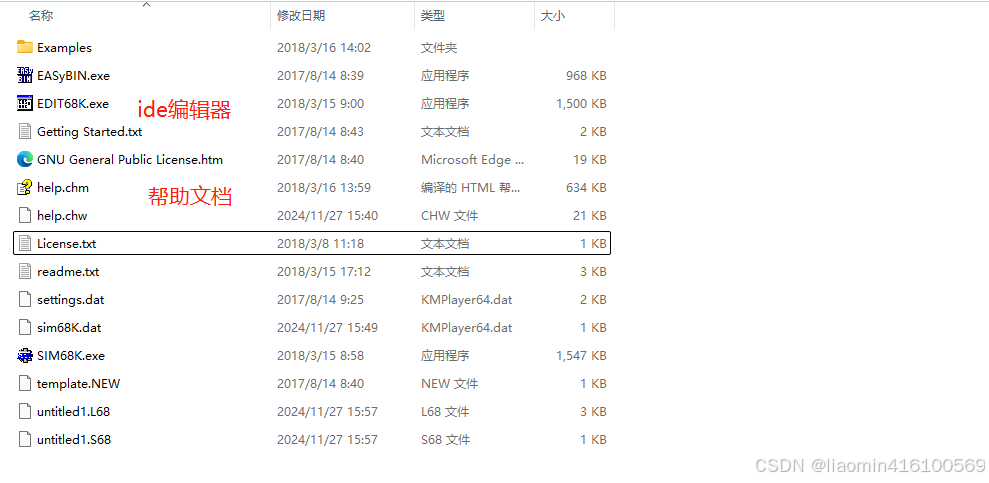 名称 修改日期 类型 大小
Examples 2018/3/16 14:02 文件夹
EASyBIN.exe 2017/8/14 8:39 应用程序 968 KB
EDIT68K.exe 2018/3/15 9:00 应用程序 1,500 KB
ide编辑器
Getting Started.txt 2017/8/14 8:43 文本文档 2 KB
GNU General Public License.htm 2017/8/14 8:40 Microsoft Edge ... 19 KB
help.chm 2018/3/16 13:59 编译的 HTML 帮... 634 KB
帮助文档
help.chw 2024/11/27 15:40 CHW 文件 21 KB
License.txt 2018/3/8 11:18 文本文档 1 KB
readme.txt 2018/3/15 17:12 文本文档 3 KB
settings.dat 2017/8/14 9:25 KMPlayer64.dat 2 KB
sim68K.dat 2024/11/27 15:49 KMPlayer64.dat 1 KB
SIM68K.exe 2018/3/15 8:58 应用程序 1,547 KB
template.NEW 2017/8/14 8:40 NEW 文件 1 KB
untitled1.L68 2024/11/27 15:57 L68 文件 3 KB
untitled1.S68 2024/11/27 15:57 S68 文件 1 KB
CSDN @liaomin416100569